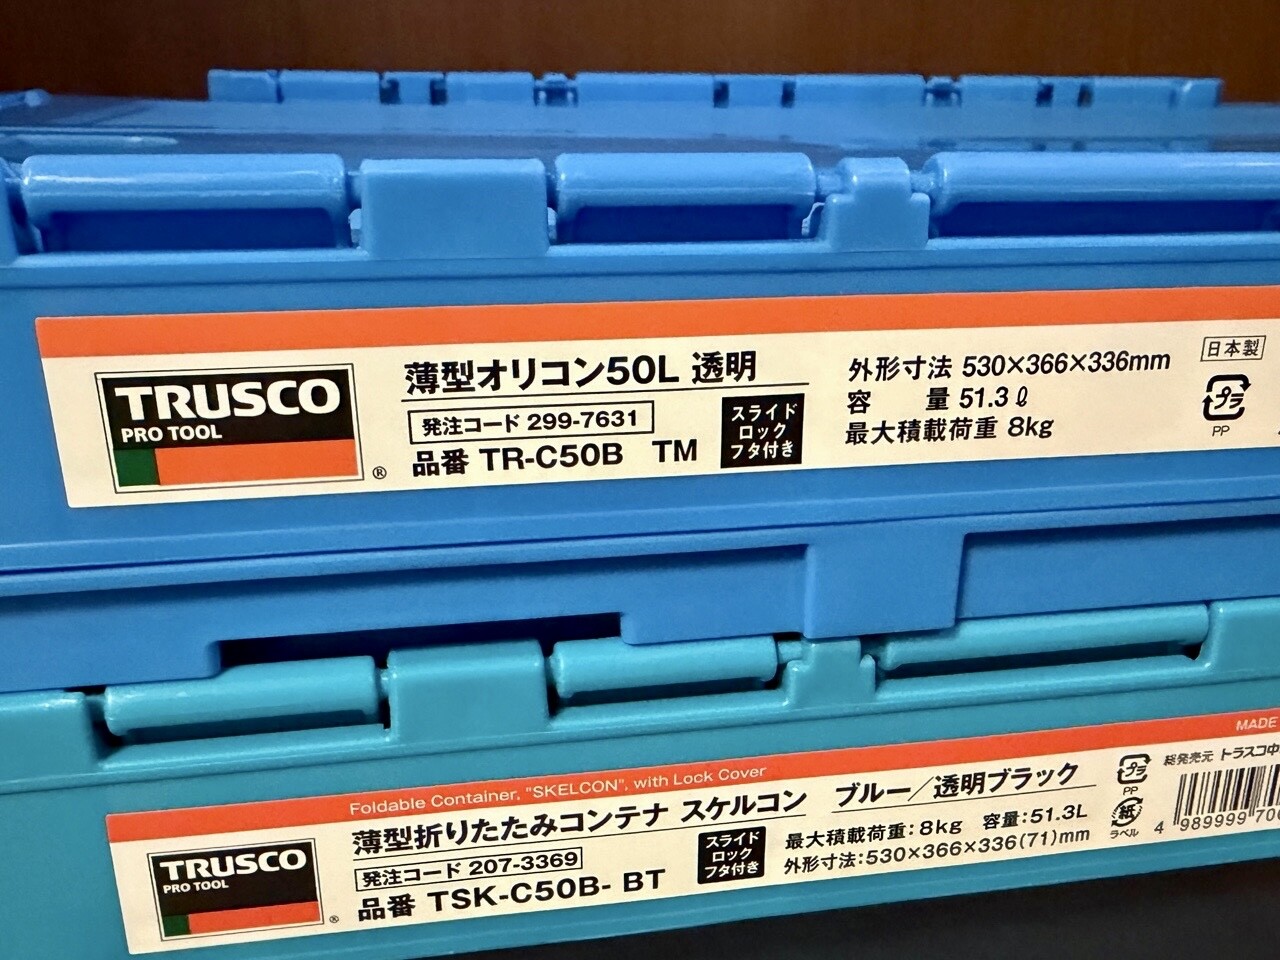 TRUSCO
PRO TOOL
®
薄型オリコン50L 透明
発注コード 299-7631
品番 TR-C50B TM
スライド
ロック
フタ付き
外形寸法 530×366×336mm
容 量 51.3ℓ
最大積載荷重 8kg
日本製
プラ
PP
MADE
Foldable Container, "SKELCON", with Lock Cover
TRUSCO
PRO TOOL
®
薄型折りたたみコンテナ スケルコン ブルー/透明ブラック
発注コード 207-3369
品番 TSK-C50B- BT
スライド
ロック
フタ付き
最大積載荷重:8kg 容量:51.3L
外形寸法:530×366×336(71)mm
プラ
PP
紙
ラベル
総発売元 トラスコ中
4 989999 700